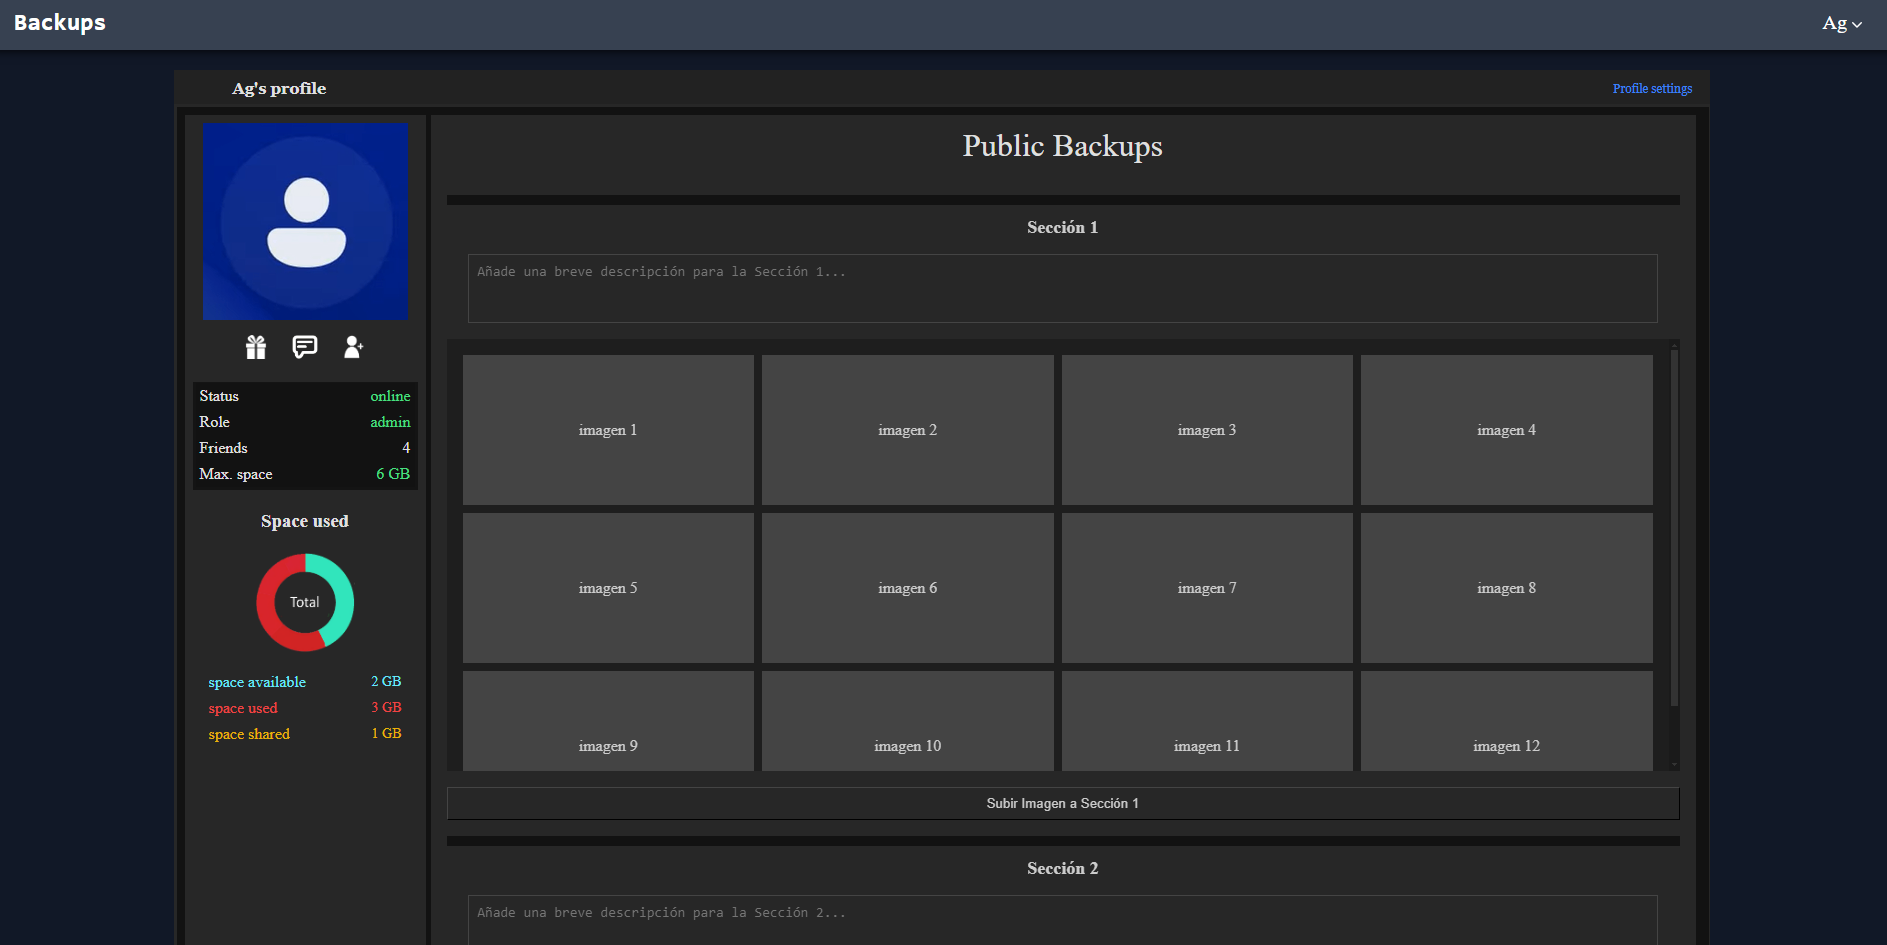 Backups
Ag
Ag's profile
Profile settings
Status online
Role admin
Friends 4
Max. space 6 GB
Space used
Total
space available 2 GB
space used 3 GB
space shared 1 GB
Public Backups
Sección 1
Añade una breve descripción para la Sección 1...
imagen 1 imagen 2 imagen 3 imagen 4
imagen 5 imagen 6 imagen 7 imagen 8
imagen 9 imagen 10 imagen 11 imagen 12
Subir Imagen a Sección 1
Sección 2
Añade una breve descripción para la Sección 2...